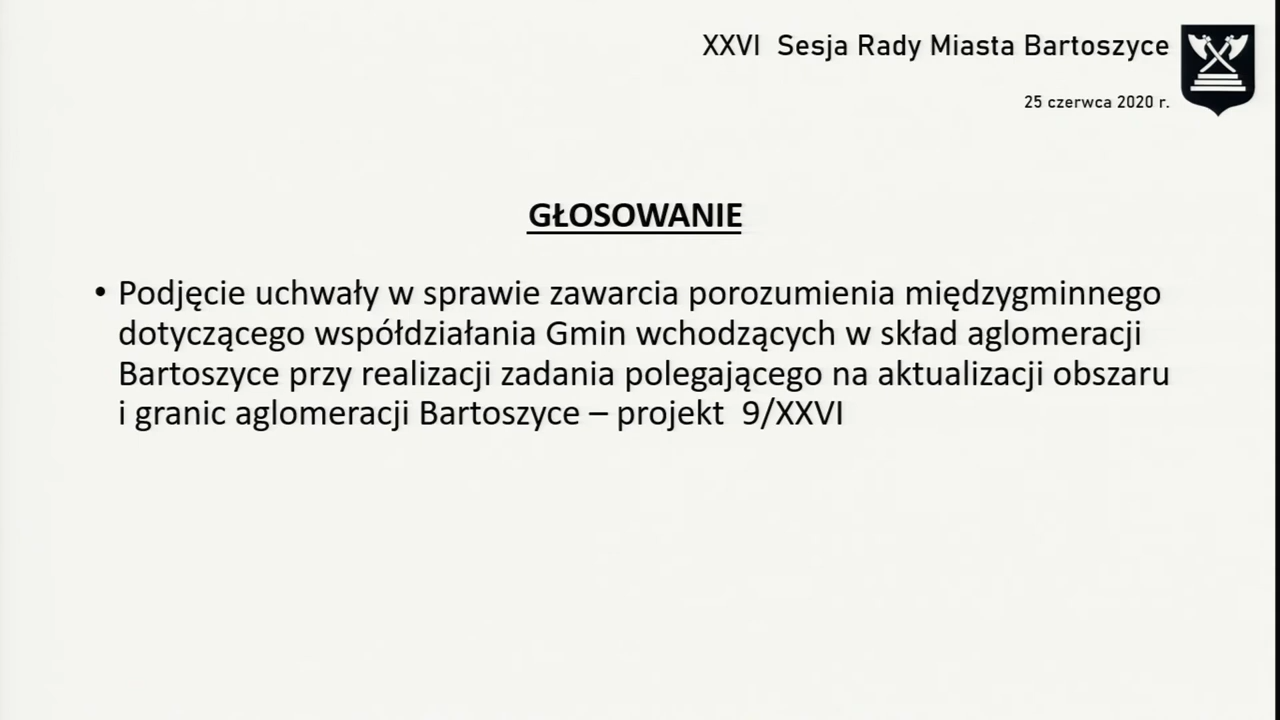 XXVI Sesja Rady Miasta Bartoszyce
25 czerwca 2020 r.
GŁOSOWANIE
• Podjęcie uchwały w sprawie zawarcia porozumienia międzygminnego
dotyczącego współdziałania Gmin wchodzących w skład aglomeracji
Bartoszyce przy realizacji zadania polegającego na aktualizacji obszaru
i granic aglomeracji Bartoszyce – projekt 9/XXVI